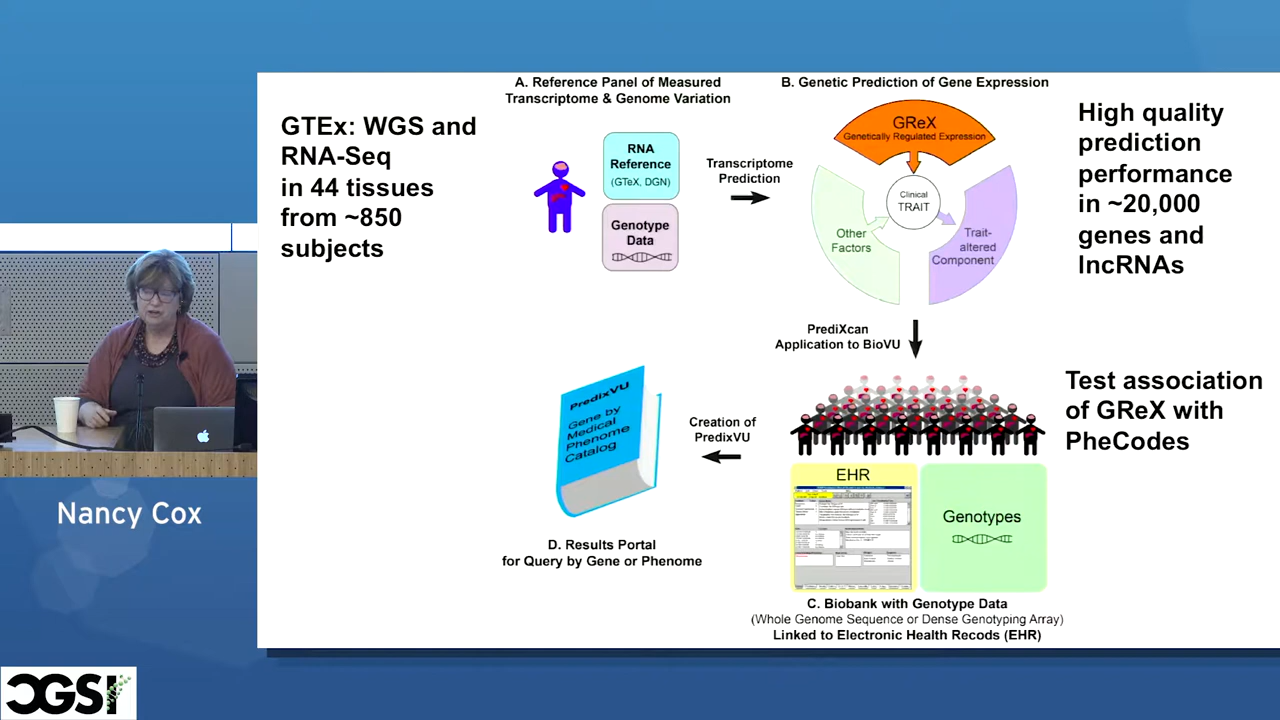 A. Reference Panel of Measured
Transcriptome & Genome Variation
B. Genetic Prediction of Gene Expression
GTEx: WGS and
RNA-Seq
in 44 tissues
from ~850
subjects
RNA
Reference
(GTeX, DGN)
Genotype
Data
Transcriptome
Prediction
GReX
Genetically Regulated Expression
Clinical
TRAIT
Other
Factors
Trait-
altered
Component
High quality
prediction
performance
in ~20,000
genes and
lncRNAs
PrediXcan
Application to BioVU
Test association
of GReX with
PheCodes
EHR
Genotypes
C. Biobank with Genotype Data
(Whole Genome Sequence or Dense Genotyping Array)
Linked to Electronic Health Recods (EHR)
Creation of
PredixVU
PredixVU
Gene by
Medical
Phenome
Catalog
D. Results Portal
for Query by Gene or Phenome
Nancy Cox
CGSI